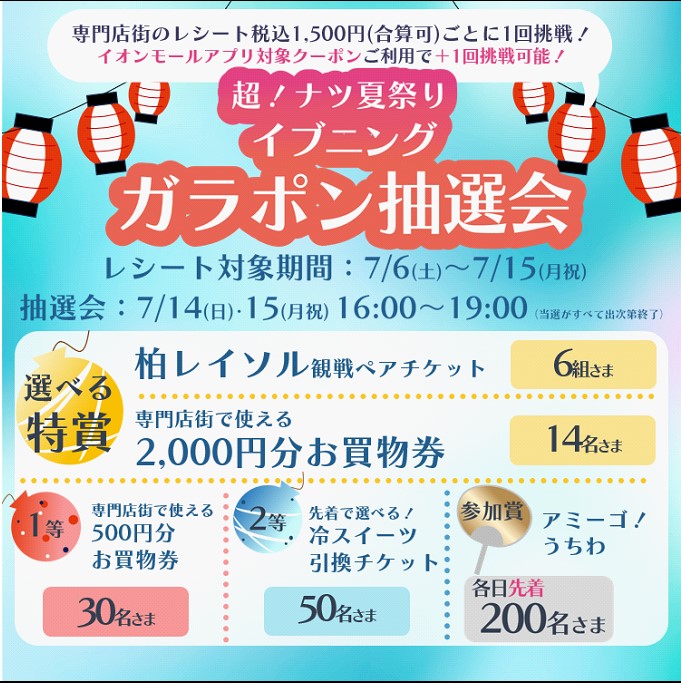 専門店街のレシート税込1,500円(合算可)ごとに1回挑戦!
イオンモールアプリ対象クーポンご利用で+1回挑戦可能!
超!ナツ夏祭り
イブニング
ガラポン抽選会
レシート対象期間:7/6(土)〜7/15(月祝)
抽選会:7/14(日)·15(月祝) 16:00〜19:00(当選がすべて出次第終了)
選べる
特賞
柏レイソル観戦ペアチケット
6組さま
専門店街で使える
2,000円分お買物券
14名さま
1等
専門店街で使える
500円分
お買物券
30名さま
2等
先着で選べる!
冷スイーツ
引換チケット
50名さま
参加賞
アミーゴ!
うちわ
各日先着
200名さま